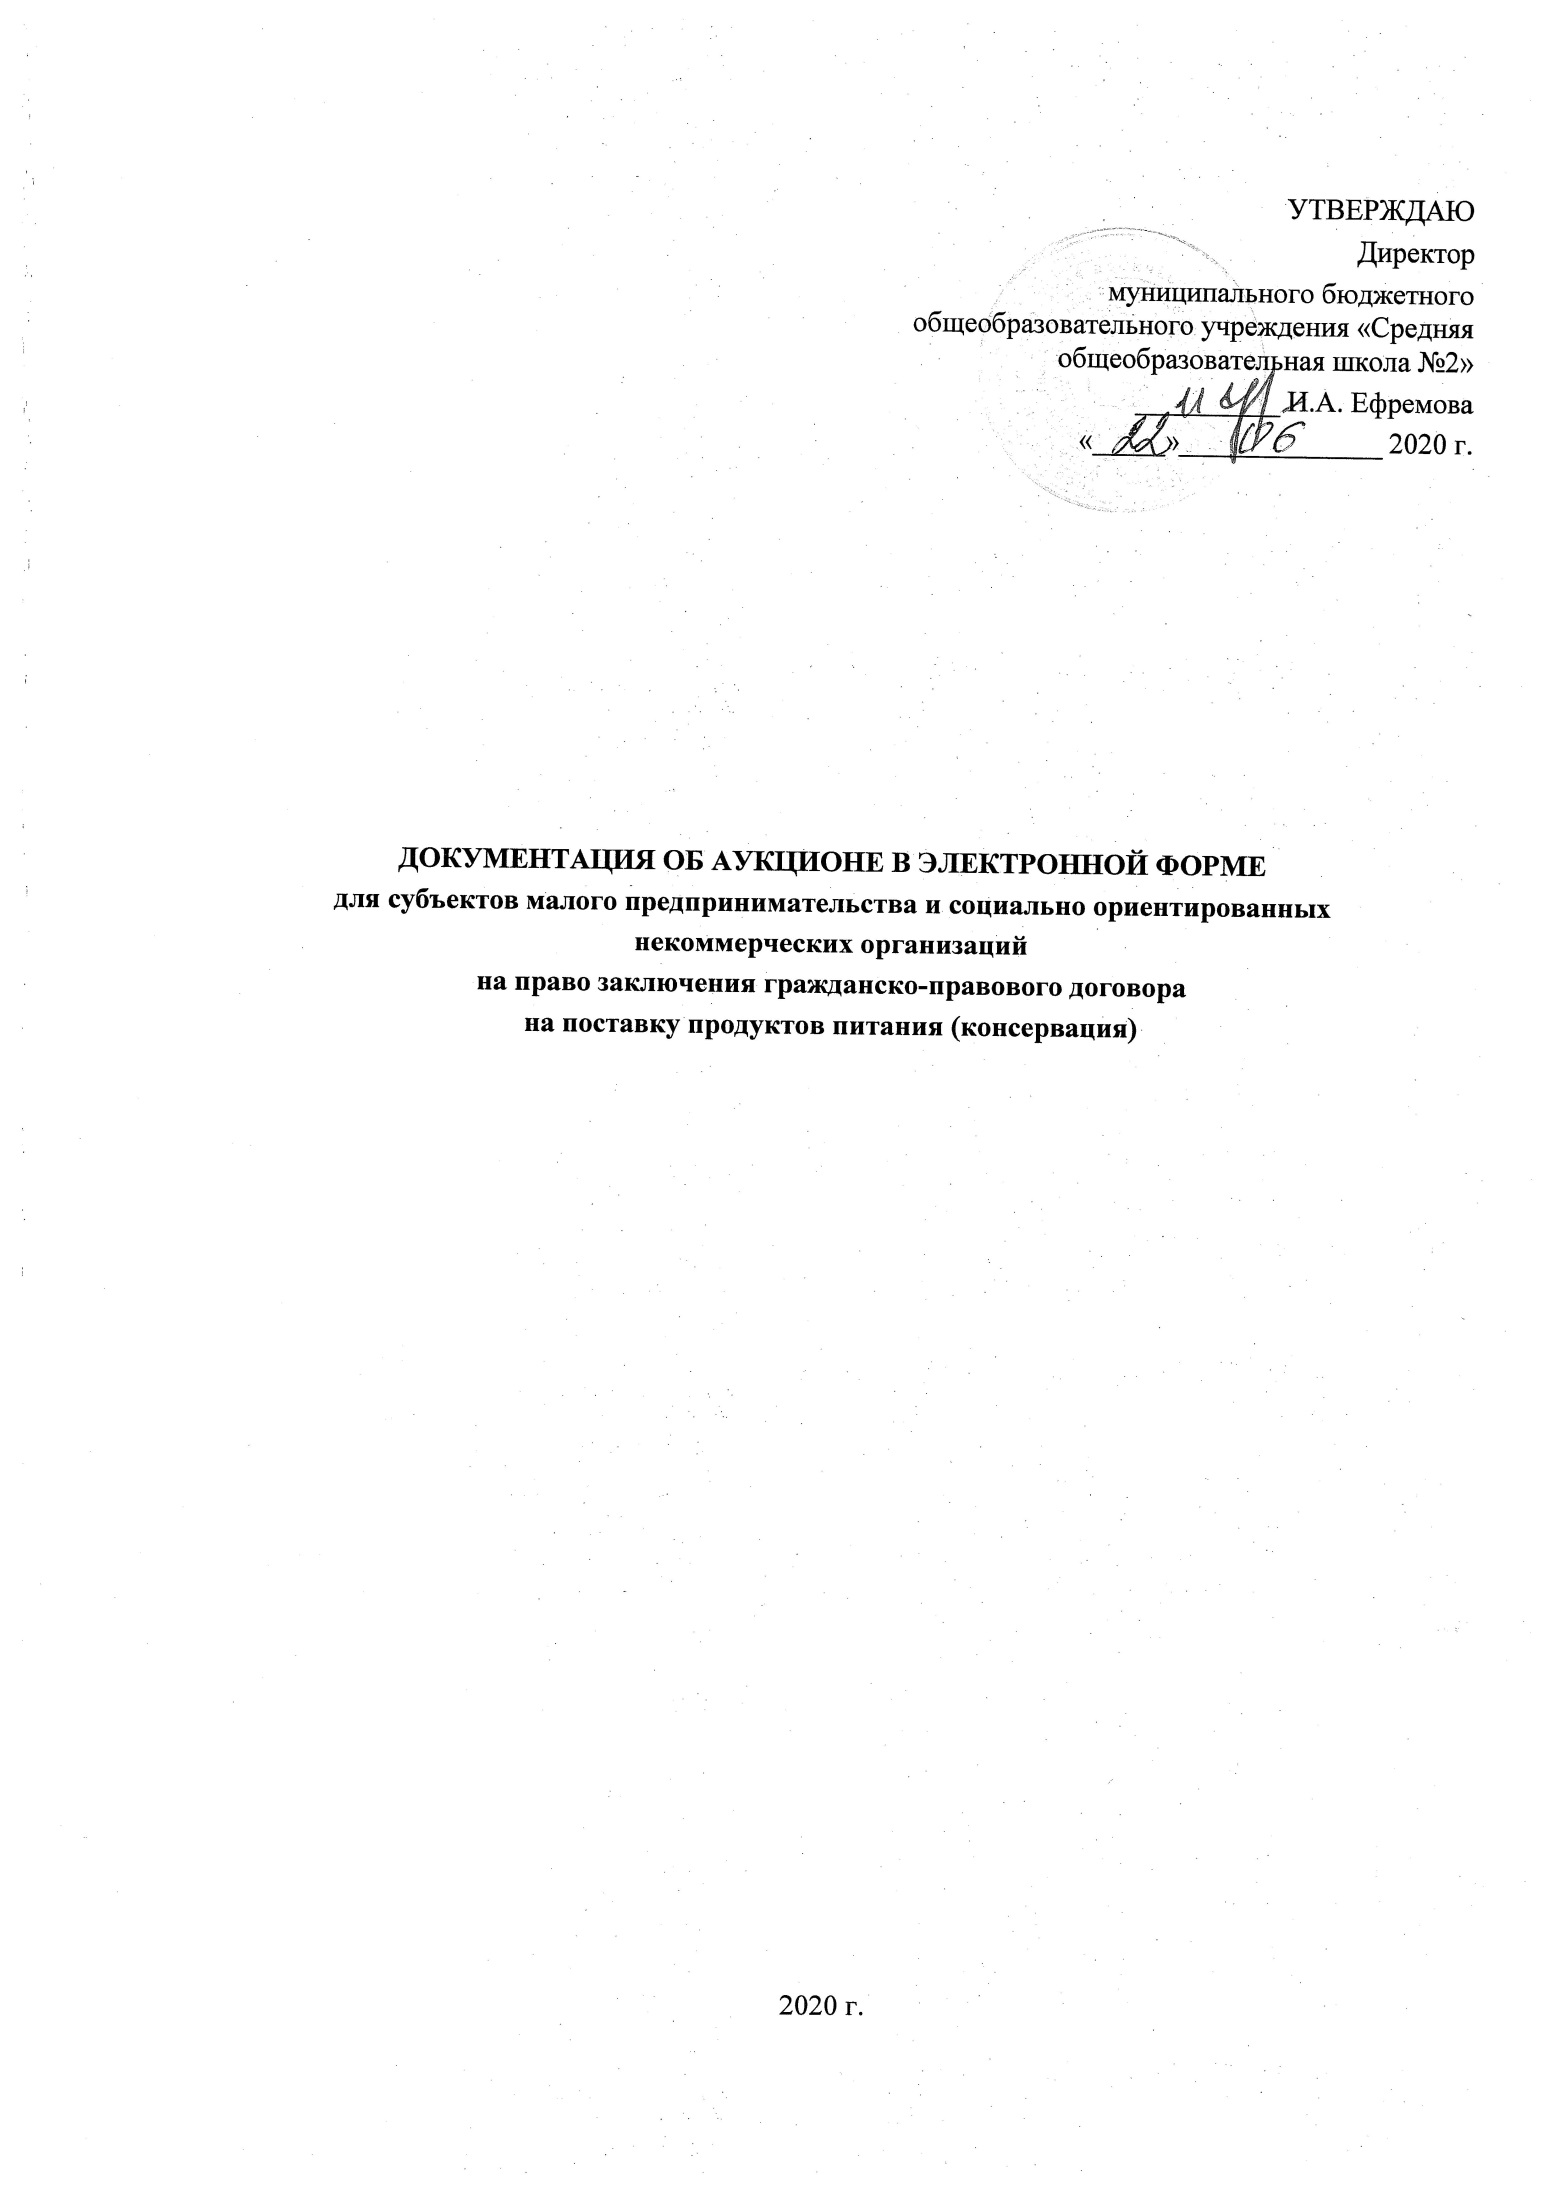 УТВЕРЖДАЮ
Директор
муниципального бюджетного
общеобразовательного учреждения «Средняя
общеобразовательная школа №2»
И.А. Ефремова
«22» 06 2020 г.
ДОКУМЕНТАЦИЯ ОБ АУКЦИОНЕ В ЭЛЕКТРОННОЙ ФОРМЕ
для субъектов малого предпринимательства и социально ориентированных
некоммерческих организаций
на право заключения гражданско-правового договора
на поставку продуктов питания (консервация)
2020 г.